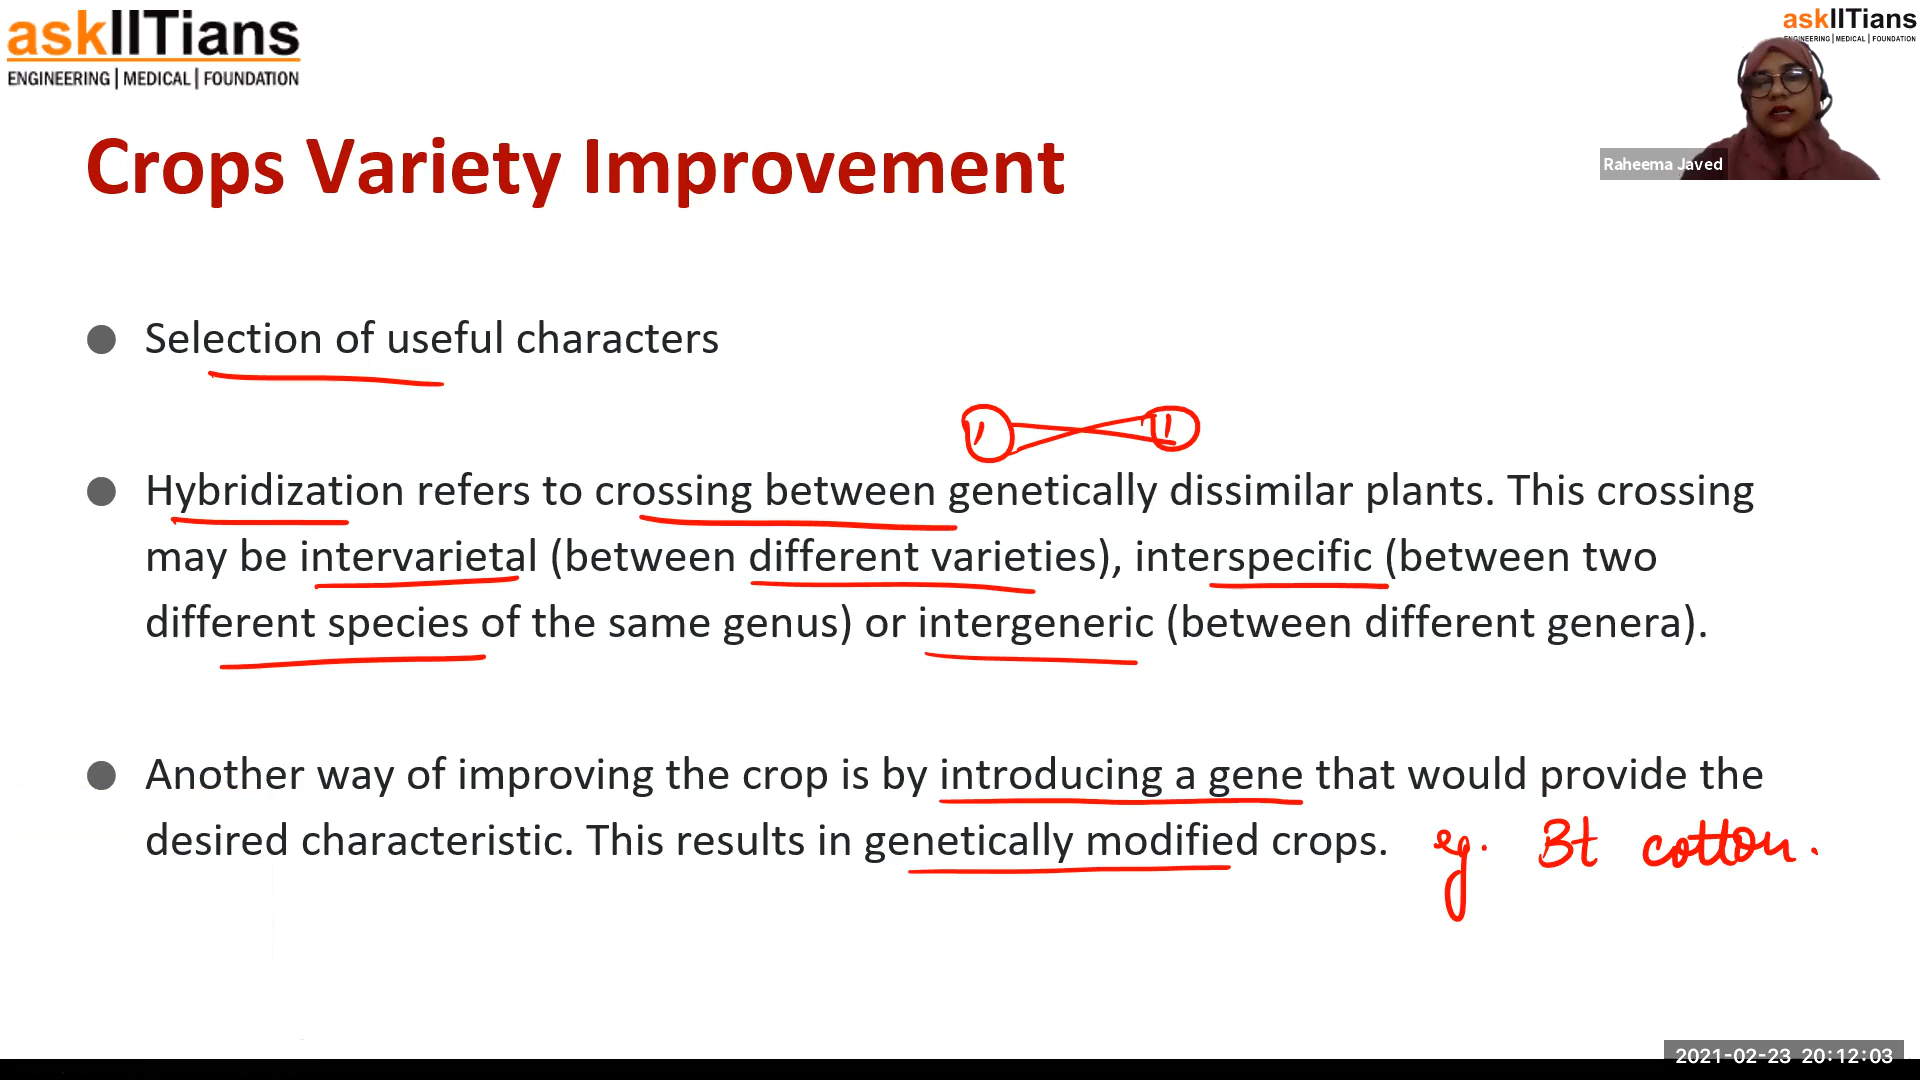 askIITians
ENGINEERING | MEDICAL | FOUNDATION
askIITians
ENGINEERING | MEDICAL | FOUNDATION
Raheema Javed
Crops Variety Improvement
Selection of useful characters
Hybridization refers to crossing between genetically dissimilar plants. This crossing
may be intervarietal (between different varieties), interspecific (between two
different species of the same genus) or intergeneric (between different genera).
Another way of improving the crop is by introducing a gene that would provide the
desired characteristic. This results in genetically modified crops.
eg. Bt cotton.
2021-02-23 20:12:03